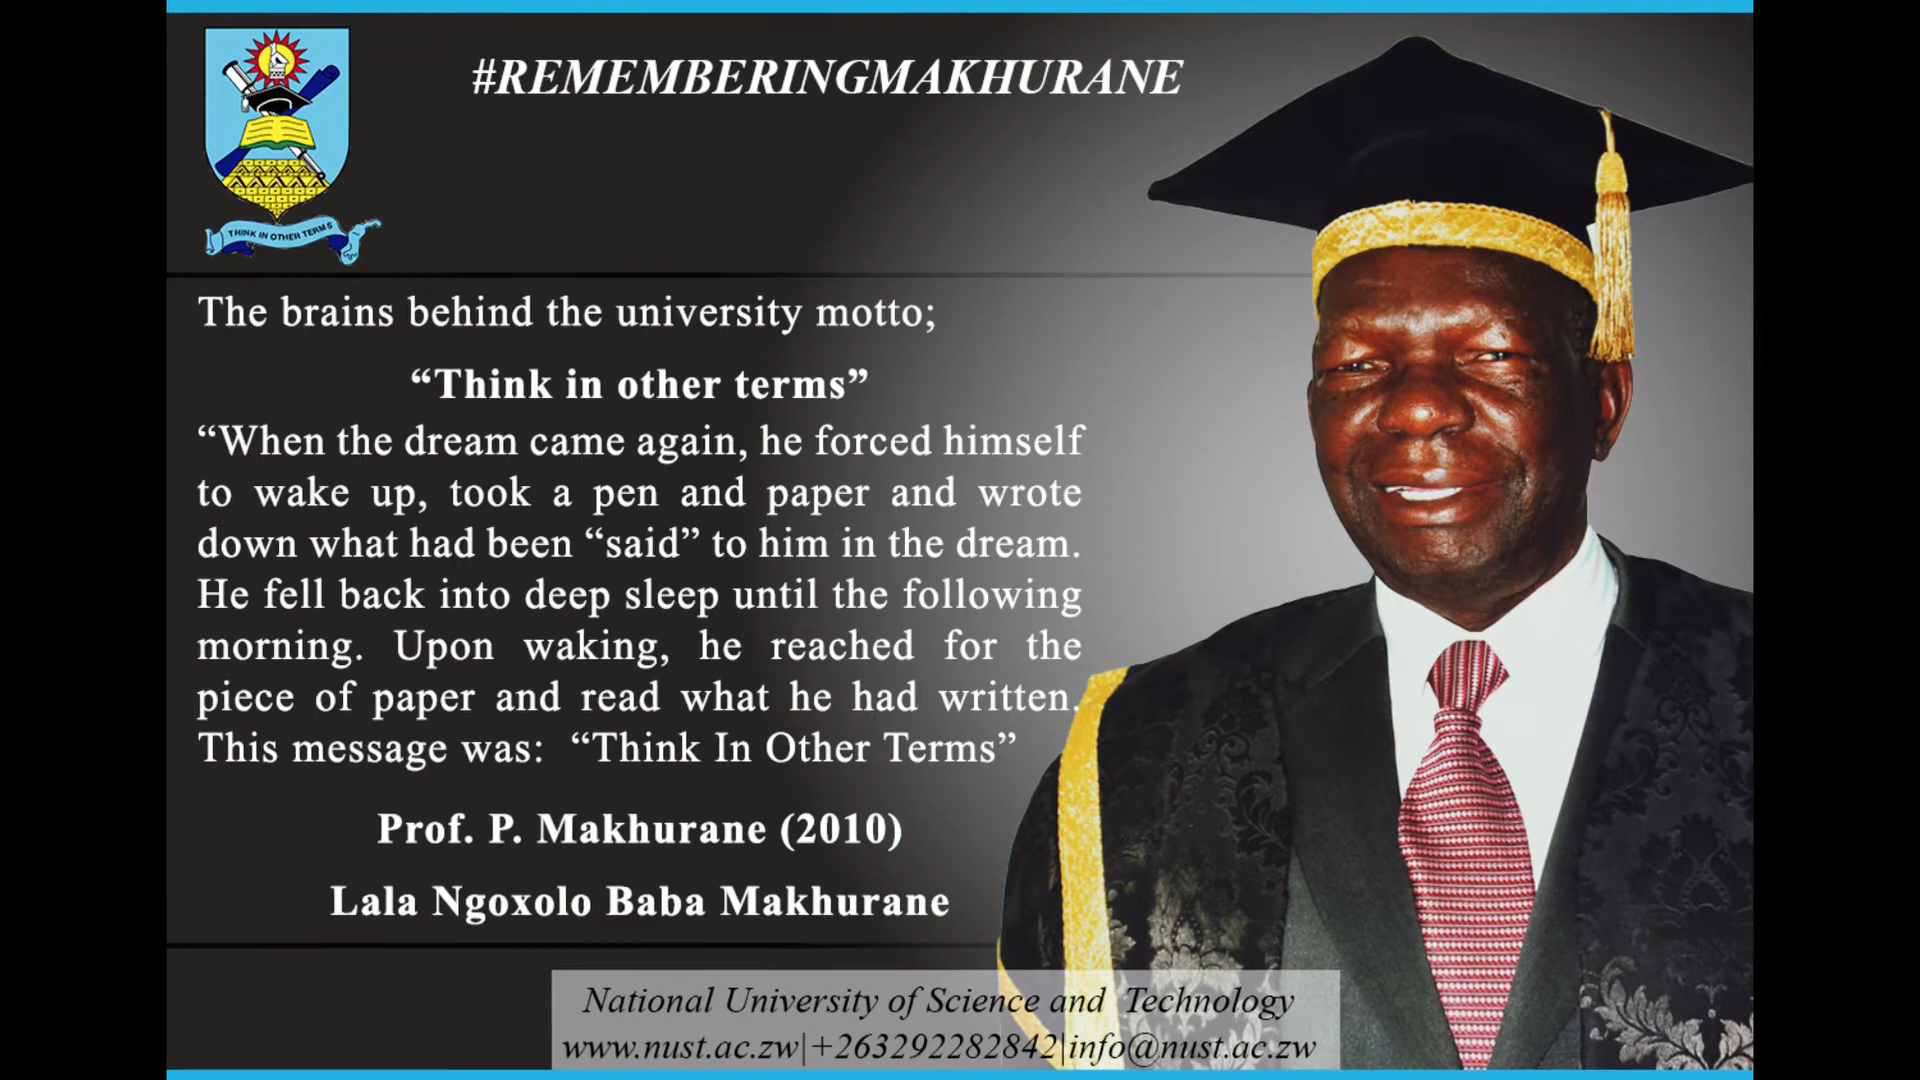 #REMEMBERINGMAKHURANE
THINK IN OTHER TERMS
The brains behind the university motto;
“Think in other terms”
“When the dream came again, he forced himself
to wake up, took a pen and paper and wrote
down what had been “said” to him in the dream.
He fell back into deep sleep until the following
morning. Upon waking, he reached for the
piece of paper and read what he had written.
This message was: “Think In Other Terms”
Prof. P. Makhurane (2010)
Lala Ngoxolo Baba Makhurane
National University of Science and Technology
www.nust.ac.zw|+263292282842|info@nust.ac.zw